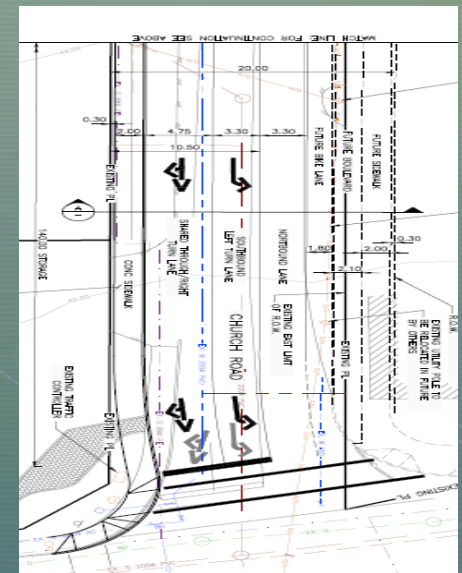 MATCH LINE: FOR CONTINUATION SEE ABOVE
20.00
0.30
2.00
4.75
3.30
3.30
10.50
EXISTING PL
FUTURE BIKE LANE
FUTURE BOULEVARD
FUTURE SIDEWALK
0.30
2.00
1.80
2.10
R.O.W.
140.00 STORAGE
CONC SIDEWALK
SHARED THROUGH/RIGHT
TURN LANE
SOUTHBOUND
LEFT TURN LANE
NORTHBOUND LANE
EXISTING EAST LIMIT
OF R.O.W.
CHURCH ROAD
EXISTING UTILITY POLE TO
BE RELOCATED IN FUTURE
BY OTHERS
EXISTING TRAFFIC
CONTROLLER
EXISTING PL
EXISTING PL
EXISTING PL